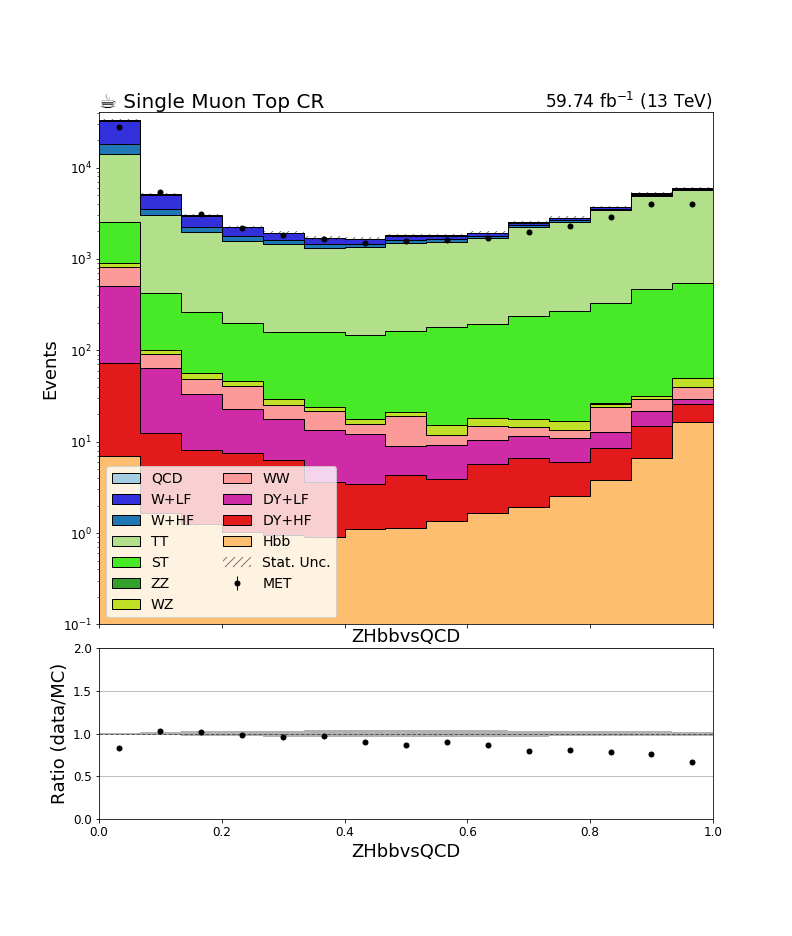 ☕ Single Muon Top CR 59.74 fb⁻¹ (13 TeV)
Events
10⁴
10³
10²
10¹
10⁰
10⁻¹
QCD WW
W+LF DY+LF
W+HF DY+HF
TT Hbb
ST Stat. Unc.
ZZ MET
WZ
ZHbbvsQCD
Ratio (data/MC)
2.0
1.5
1.0
0.5
0.0
0.0 0.2 0.4 0.6 0.8 1.0
ZHbbvsQCD